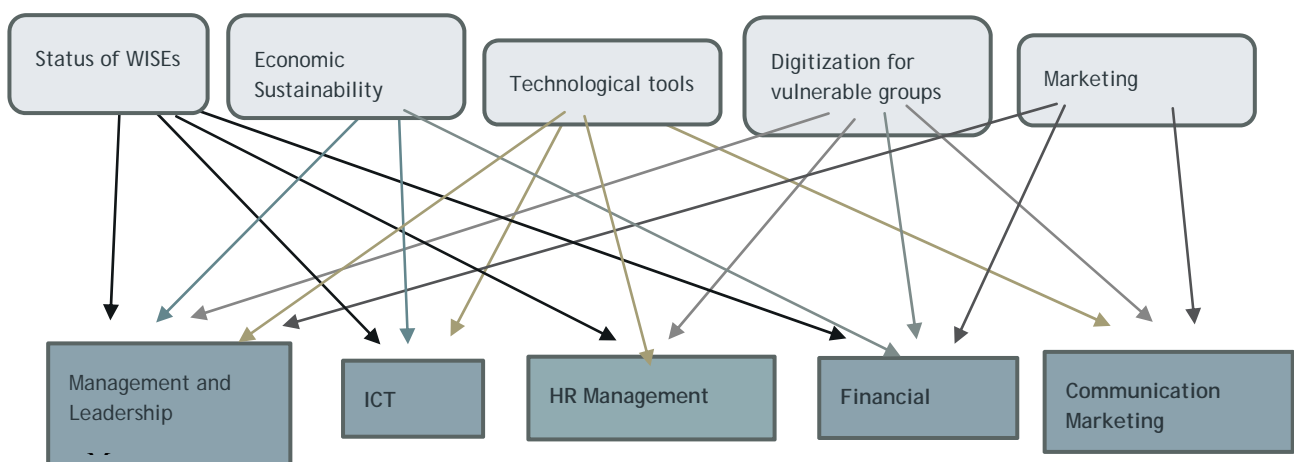 Status of WISEs
Economic
Sustainability
Technological tools
Digitization for
vulnerable groups
Marketing
Management and
Leadership
ICT
HR Management
Financial
Communication
Marketing